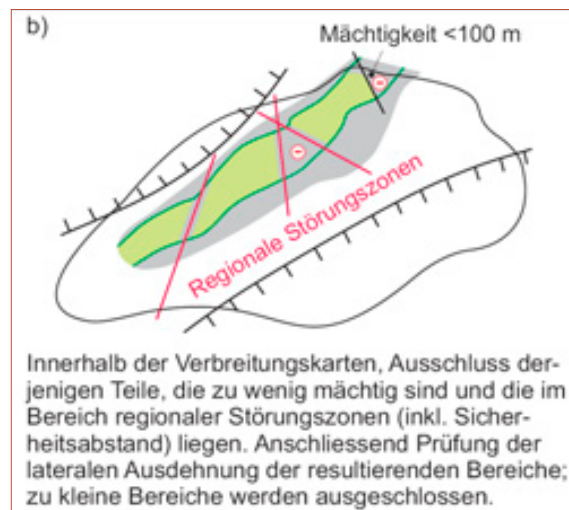 b)
Mächtigkeit <100 m
Regionale Störungszonen
Innerhalb der Verbreitungskarten, Ausschluss der-
jenigen Teile, die zu wenig mächtig sind und die im
Bereich regionaler Störungszonen (inkl. Sicher-
heitsabstand) liegen. Anschliessend Prüfung der
lateralen Ausdehnung der resultierenden Bereiche;
zu kleine Bereiche werden ausgeschlossen.